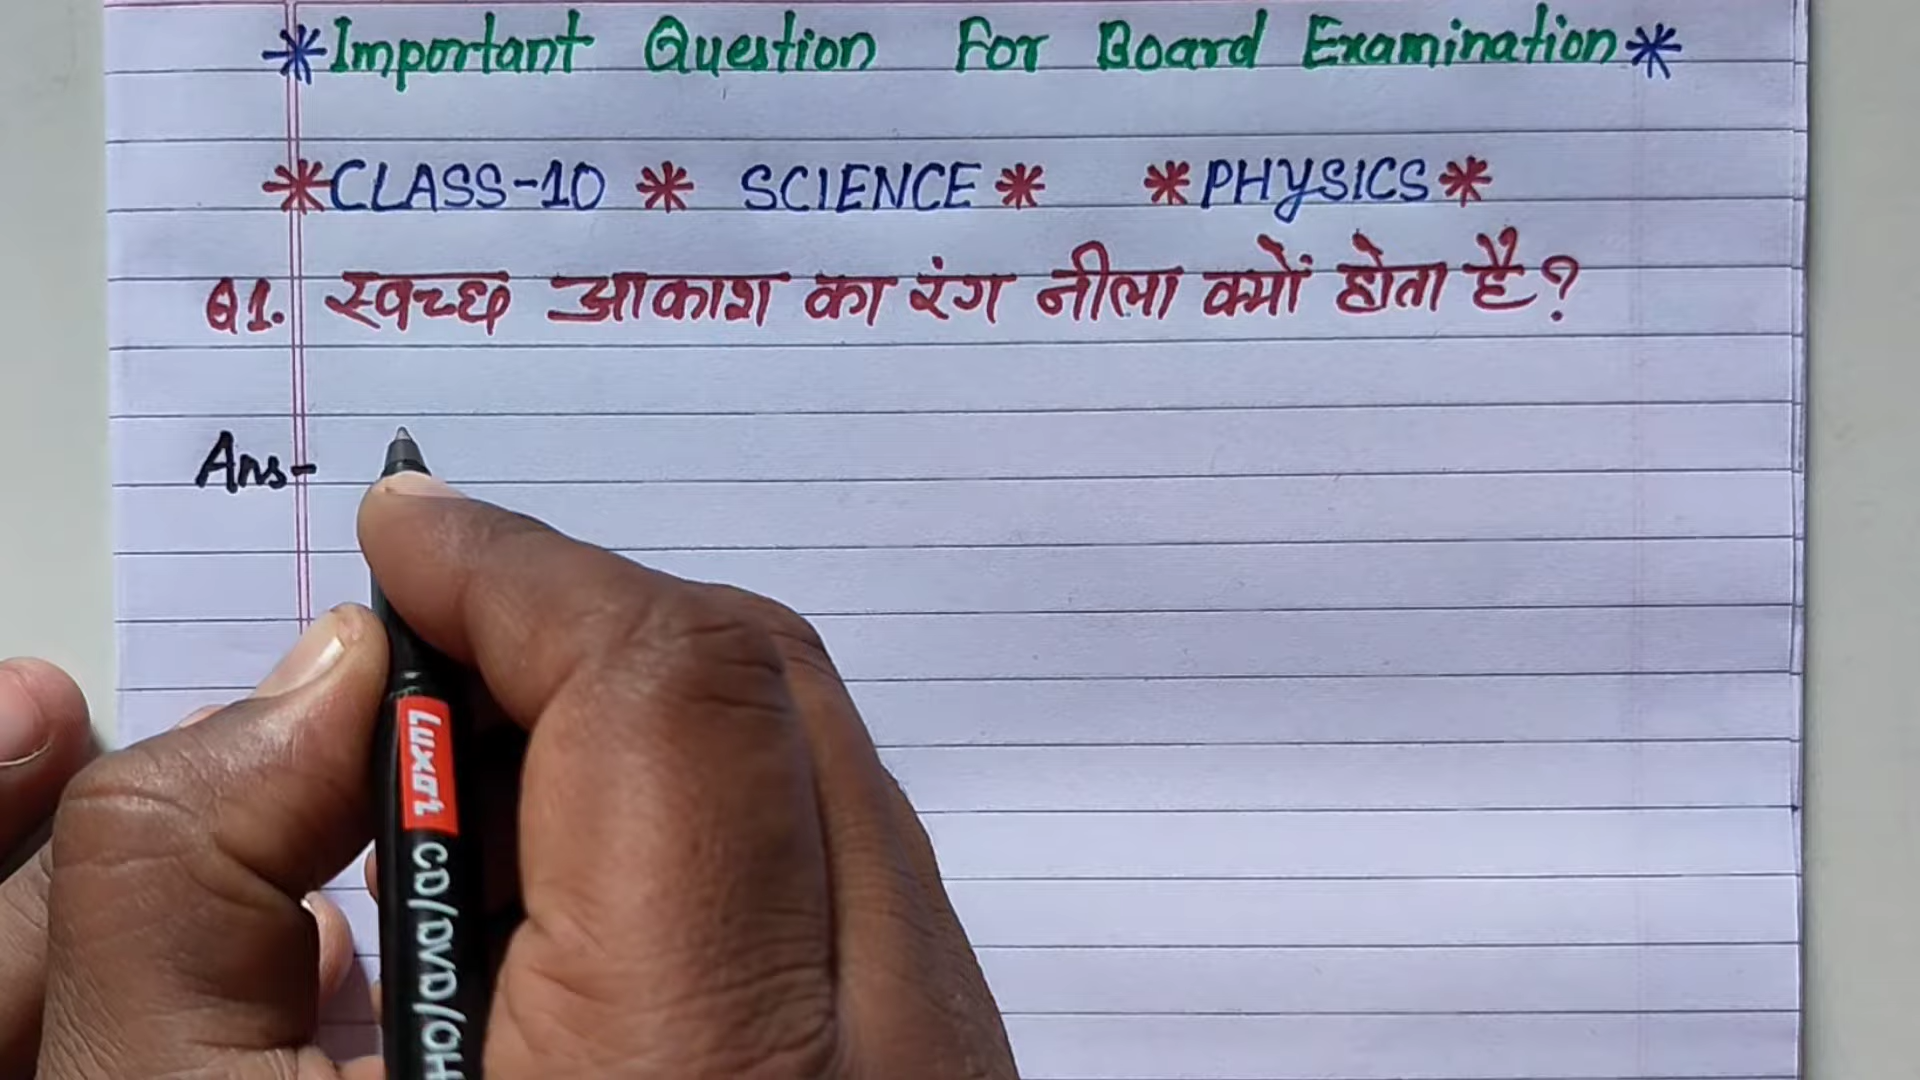 *Important Question For Board Examination*
*CLASS-10 * SCIENCE * *PHYSICS*
Q1. स्वच्छ आकाश का रंग नीला क्यों होता है?
Ans-
Luxor
CD/DVD/OH